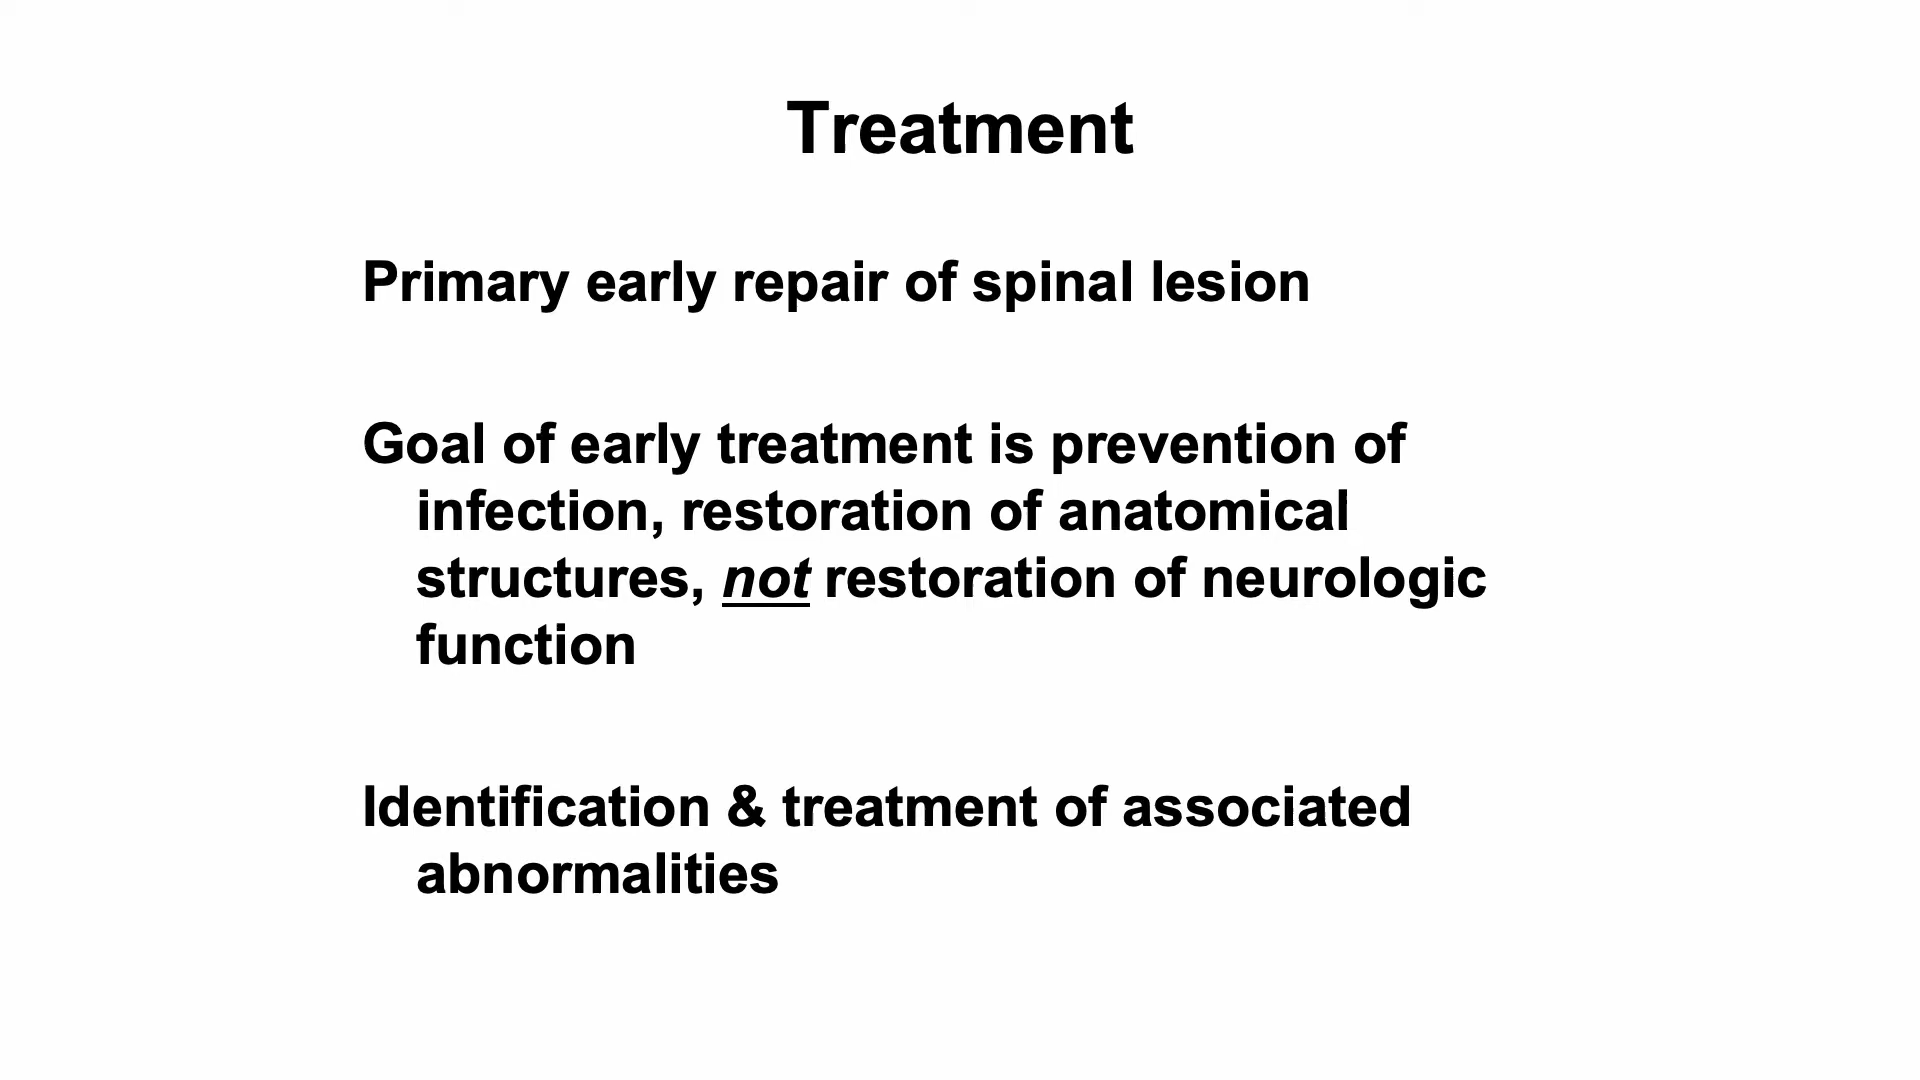 Treatment
Primary early repair of spinal lesion
Goal of early treatment is prevention of
infection, restoration of anatomical
structures, not restoration of neurologic
function
Identification & treatment of associated
abnormalities